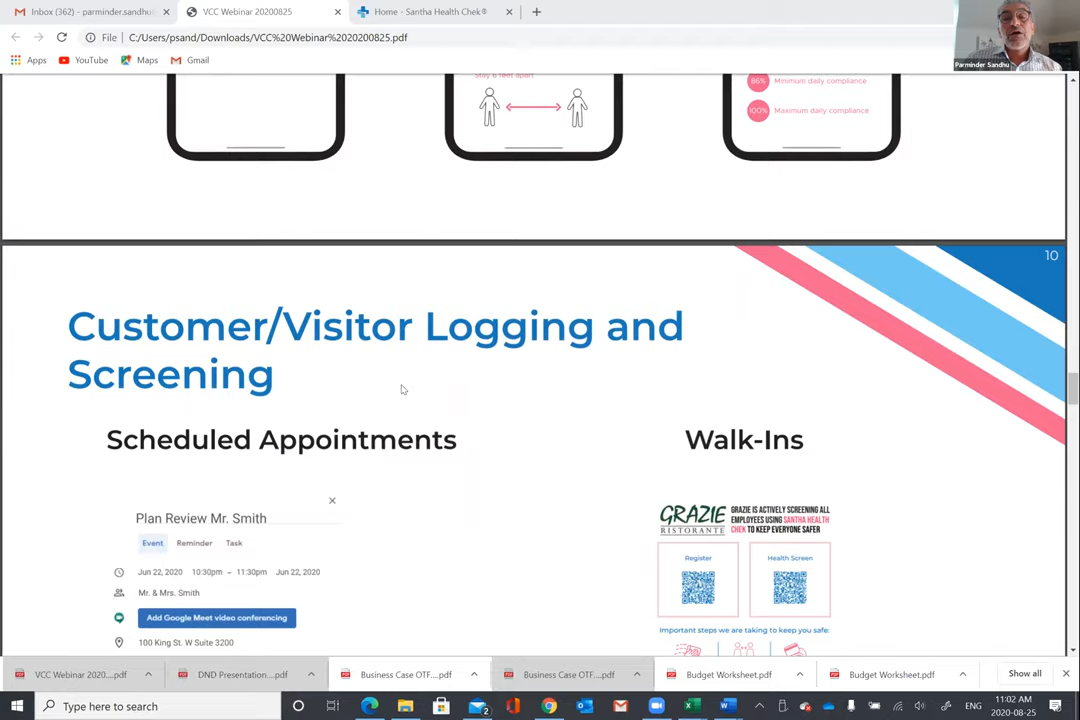 Inbox (362) - parminder.sandhu
VCC Webinar 20200825
Home - Santha Health Chek®
File
C:/Users/psand/Downloads/VCC%20Webinar%2020200825.pdf
Apps
YouTube
Maps
Gmail
Parminder Sandhu
Stay 6 feet apart
86%
Minimum daily compliance
100%
Maximum daily compliance
10
Customer/Visitor Logging and
Screening
Scheduled Appointments
Walk-Ins
Plan Review Mr. Smith
Event
Reminder
Task
Jun 22, 2020 10:30pm – 11:30pm Jun 22, 2020
Mr. & Mrs. Smith
Add Google Meet video conferencing
100 King St. W Suite 3200
GRAZIE
RISTORANTE
GRAZIE IS ACTIVELY SCREENING ALL
EMPLOYEES USING SANTHA HEALTH
CHEK TO KEEP EVERYONE SAFER
Register
Health Screen
Important steps we are taking to keep you safe:
VCC Webinar 2020....pdf
DND Presentation....pdf
Business Case OTF....pdf
Business Case OTF....pdf
Budget Worksheet.pdf
Budget Worksheet.pdf
Show all
Type here to search
2
ENG
11:02 AM
2020-08-25